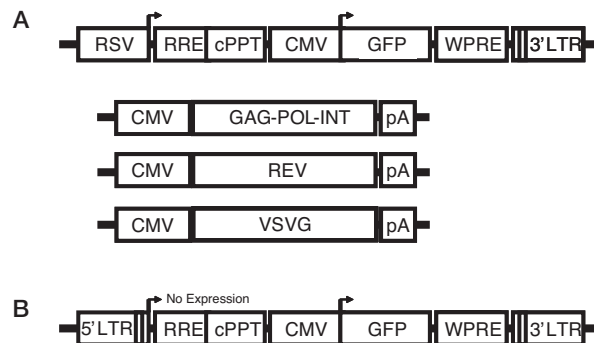 A
RSV RRE cPPT CMV GFP WPRE 3'LTR
CMV GAG-POL-INT pA
CMV REV pA
CMV VSVG pA
B
No Expression
5'LTR RRE cPPT CMV GFP WPRE 3'LTR